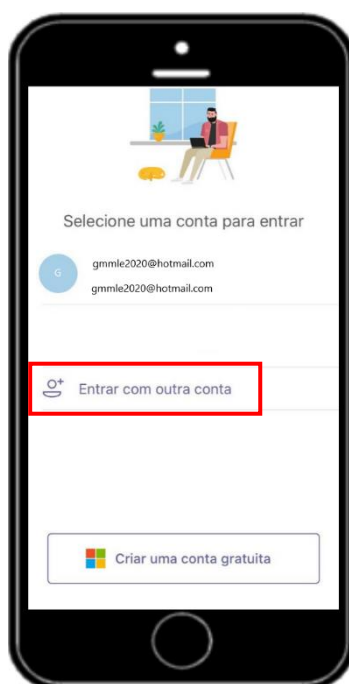 Selecione uma conta para entrar
G
gmmle2020@hotmail.com
gmmle2020@hotmail.com
Entrar com outra conta
Criar uma conta gratuita